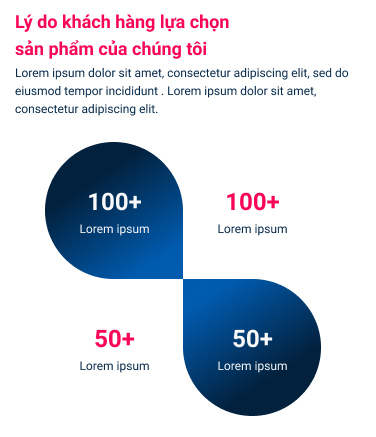 Lý do khách hàng lựa chọn
sản phẩm của chúng tôi
Lorem ipsum dolor sit amet, consectetur adipiscing elit, sed do
eiusmod tempor incididunt . Lorem ipsum dolor sit amet,
consectetur adipiscing elit.
100+
Lorem ipsum
100+
Lorem ipsum
50+
Lorem ipsum
50+
Lorem ipsum